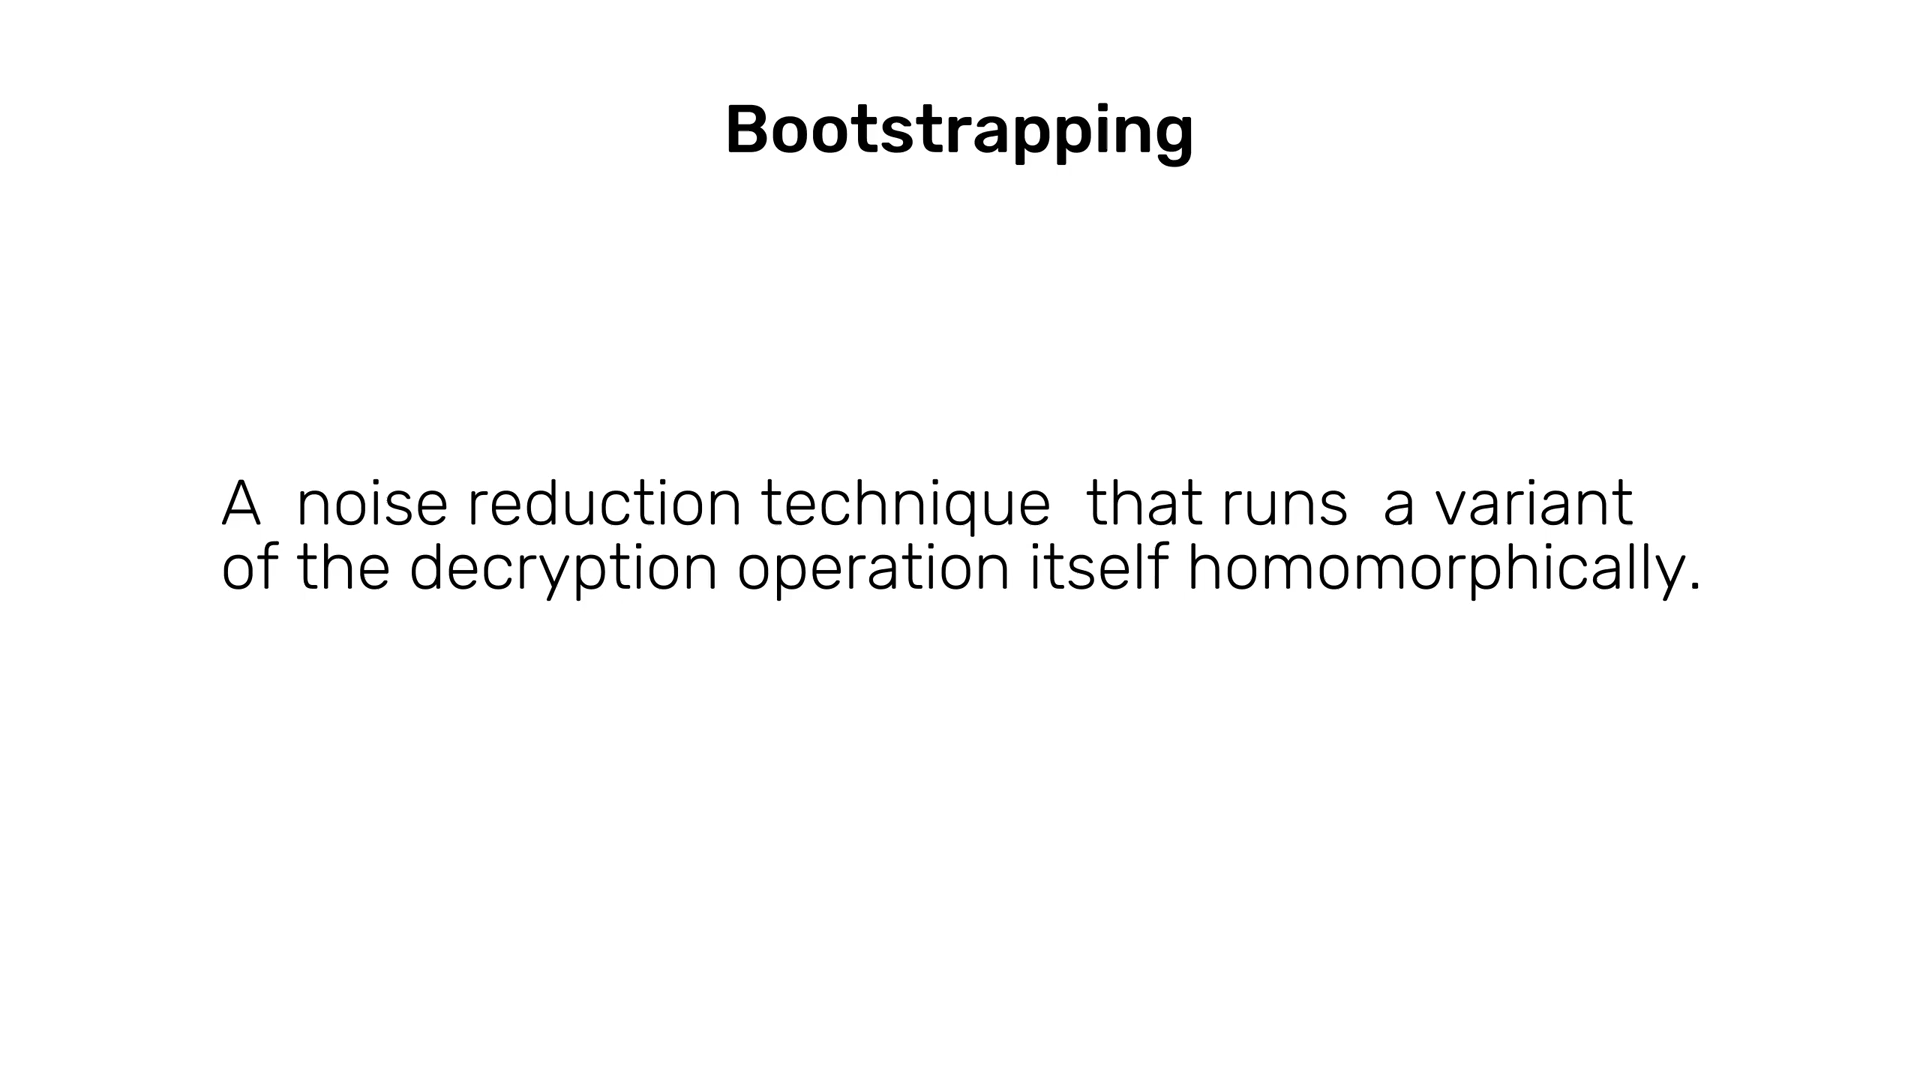 Bootstrapping
A noise reduction technique that runs a variant
of the decryption operation itself homomorphically.